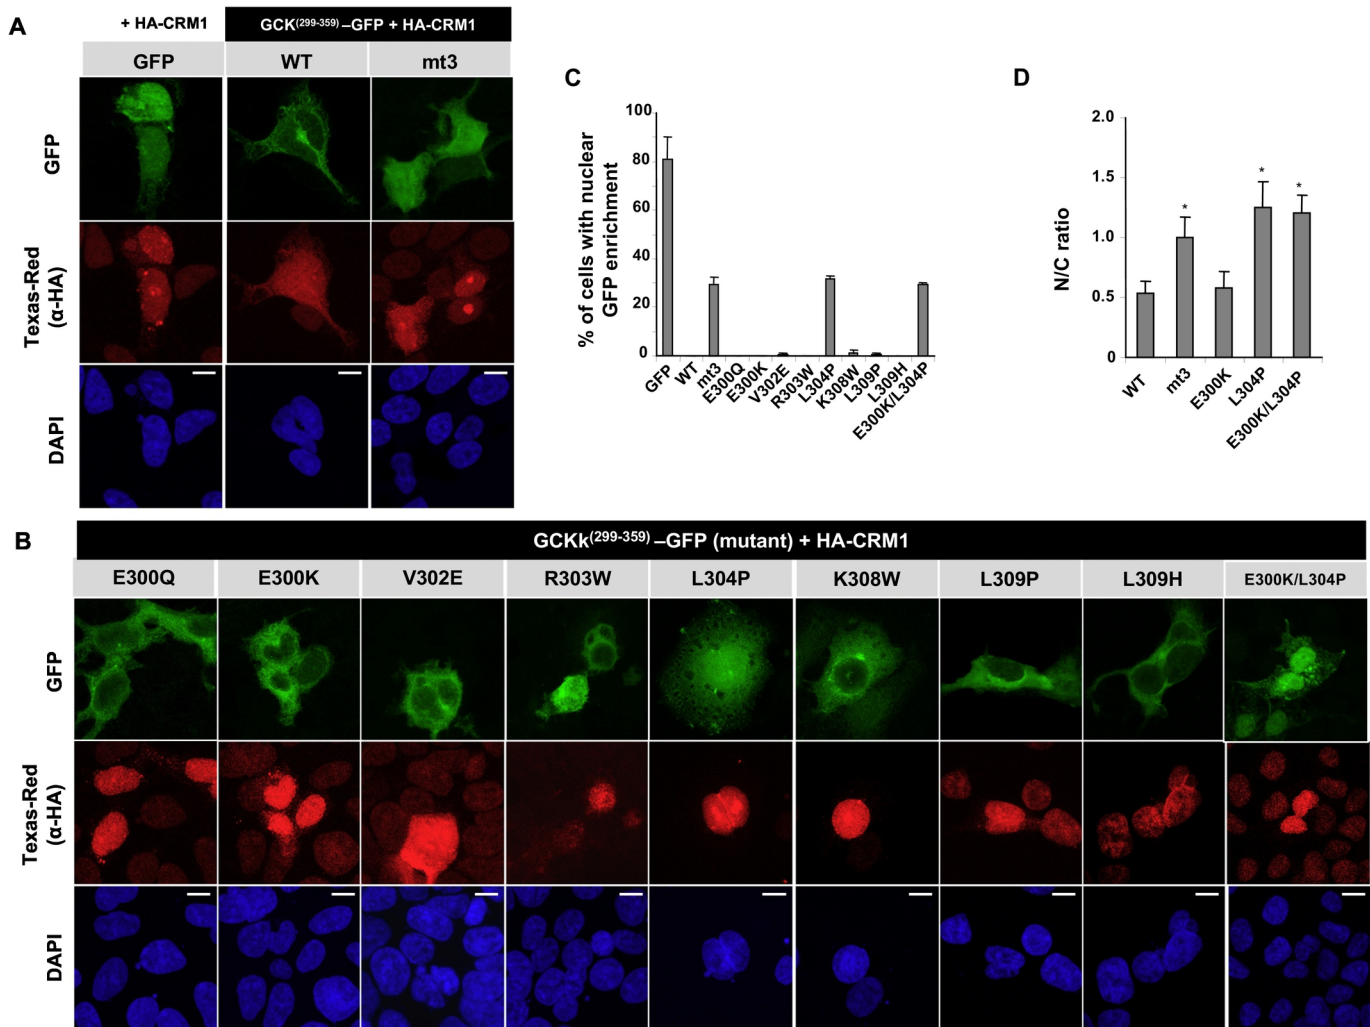 A
+ HA-CRM1
GCK(299-359) –GFP + HA-CRM1
GFP
WT
mt3
GFP
Texas-Red
(α-HA)
DAPI
C
% of cells with nuclear
GFP enrichment
100
80
60
40
20
0
GFP
WT
mt3
E300Q
E300K
V302E
R303W
L304P
K308W
L309P
L309H
E300K/L304P
D
N/C ratio
2.0
1.5
1.0
0.5
0
*
*
*
WT
mt3
E300K
L304P
E300K/L304P
B
GCKk(299-359) –GFP (mutant) + HA-CRM1
E300Q
E300K
V302E
R303W
L304P
K308W
L309P
L309H
E300K/L304P
GFP
Texas-Red
(α-HA)
DAPI